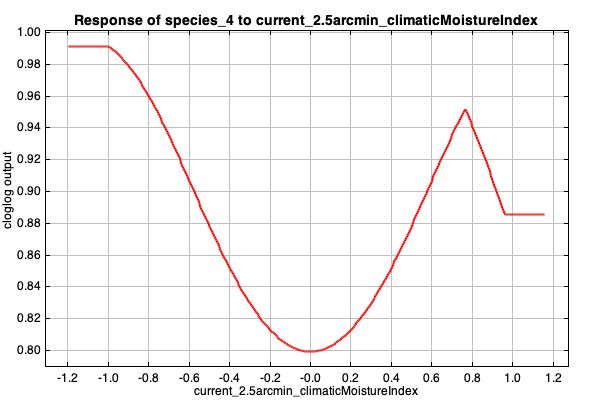 Response of species_4 to current_2.5arcmin_climaticMoistureIndex
cloglog output
1.00
0.98
0.96
0.94
0.92
0.90
0.88
0.86
0.84
0.82
0.80
-1.2 -1.0 -0.8 -0.6 -0.4 -0.2 -0.0 0.2 0.4 0.6 0.8 1.0 1.2
current_2.5arcmin_climaticMoistureIndex